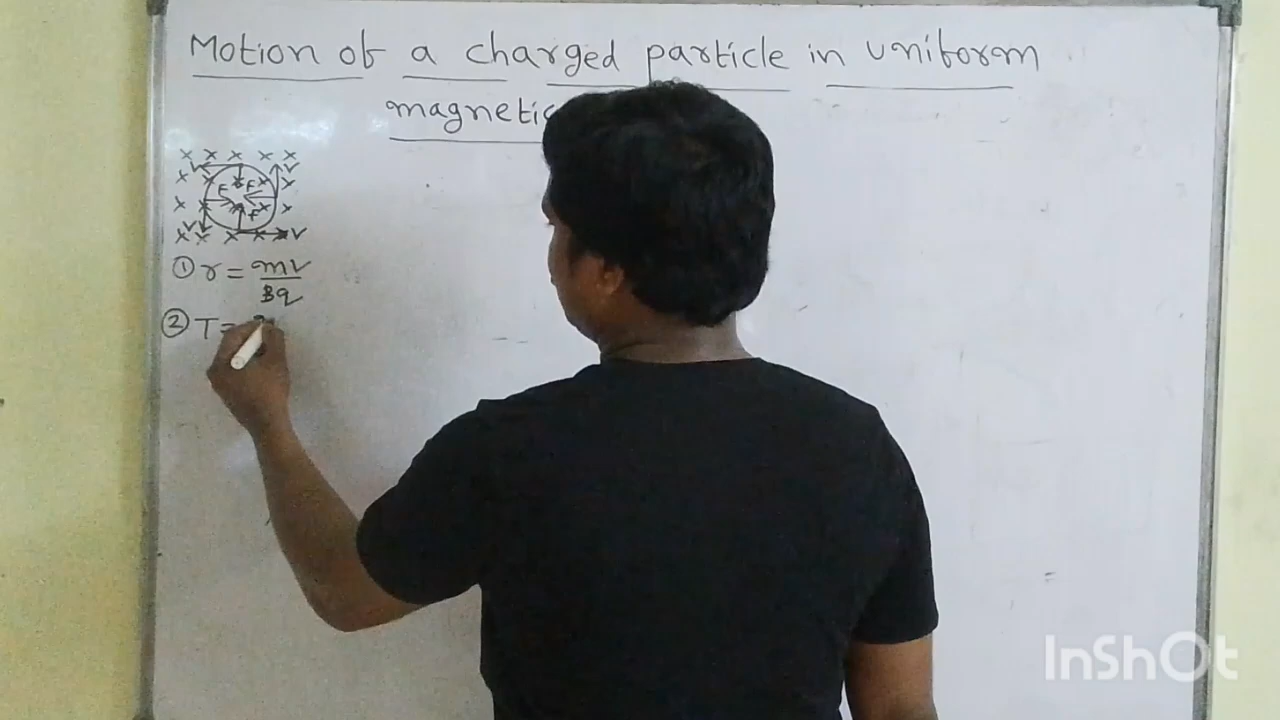 Motion of a charged particle in uniform
magnetic
x x x x x
v v
x x x x x
F F
x x x x x
F
x x x x x v
① r = mv
Bq
② T =
InShOt